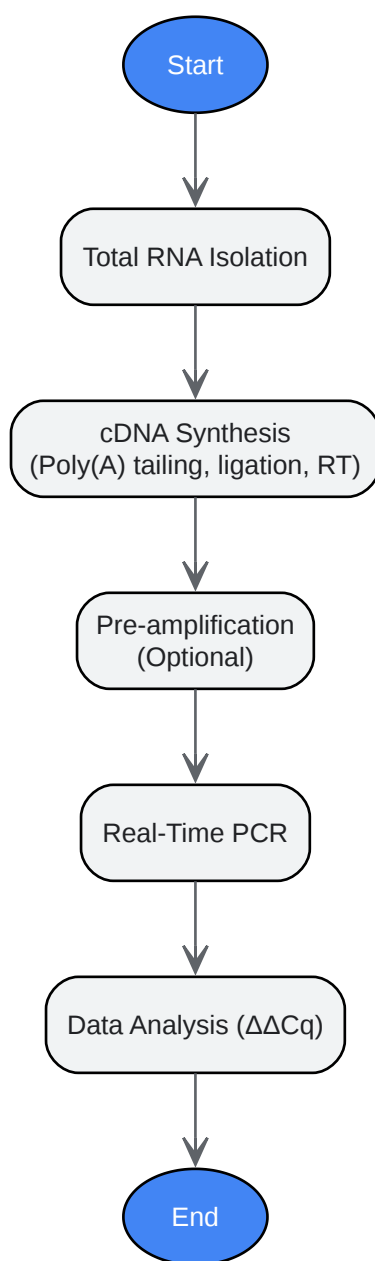 Start
Total RNA Isolation
cDNA Synthesis
(Poly(A) tailing, ligation, RT)
Pre-amplification
(Optional)
Real-Time PCR
Data Analysis (ΔΔCq)
End